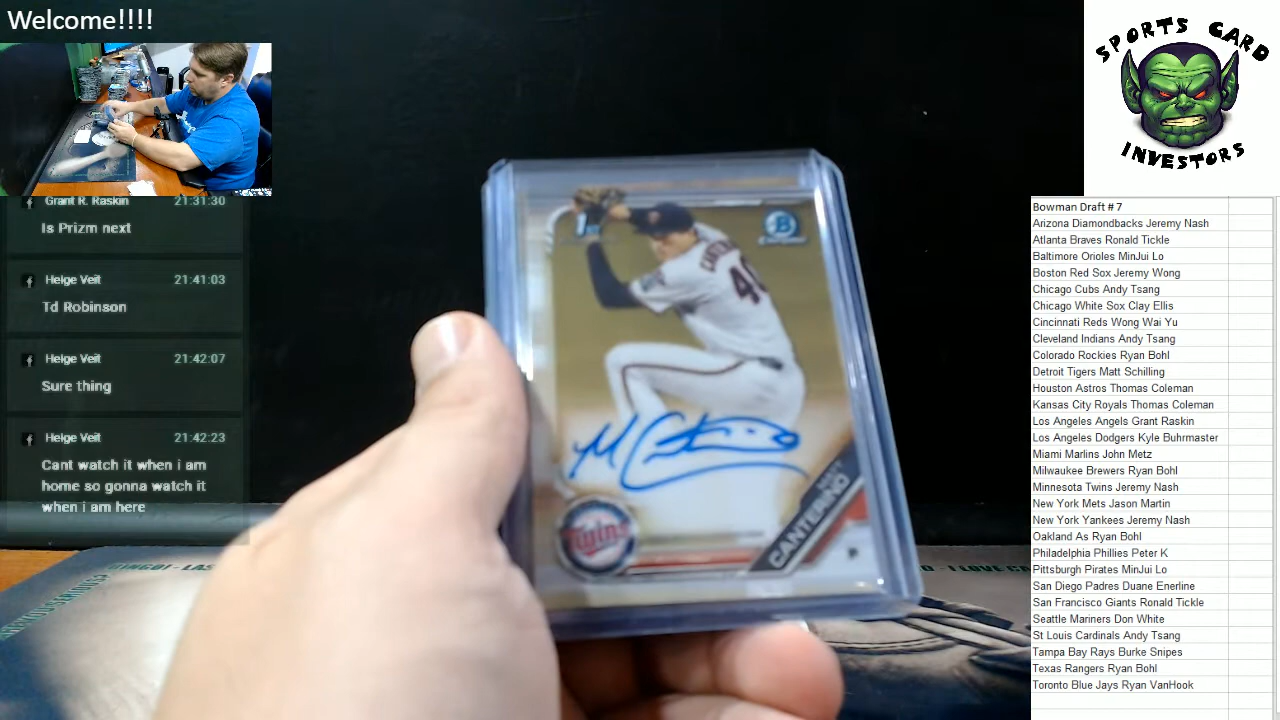 Welcome!!!!
Grant R. Raskin 21:31:30
Is Prizm next
Helge Veit 21:41:03
Td Robinson
Helge Veit 21:42:07
Sure thing
Helge Veit 21:42:23
Cant watch it when i am
home so gonna watch it
when i am here
1st
B
40
M Canterino
Twins
CANTERINO
P
SPORTS CARD
INVESTORS
Bowman Draft # 7
Arizona Diamondbacks Jeremy Nash
Atlanta Braves Ronald Tickle
Baltimore Orioles MinJui Lo
Boston Red Sox Jeremy Wong
Chicago Cubs Andy Tsang
Chicago White Sox Clay Ellis
Cincinnati Reds Wong Wai Yu
Cleveland Indians Andy Tsang
Colorado Rockies Ryan Bohl
Detroit Tigers Matt Schilling
Houston Astros Thomas Coleman
Kansas City Royals Thomas Coleman
Los Angeles Angels Grant Raskin
Los Angeles Dodgers Kyle Buhrmaster
Miami Marlins John Metz
Milwaukee Brewers Ryan Bohl
Minnesota Twins Jeremy Nash
New York Mets Jason Martin
New York Yankees Jeremy Nash
Oakland As Ryan Bohl
Philadelphia Phillies Peter K
Pittsburgh Pirates MinJui Lo
San Diego Padres Duane Enerline
San Francisco Giants Ronald Tickle
Seattle Mariners Don White
St Louis Cardinals Andy Tsang
Tampa Bay Rays Burke Snipes
Texas Rangers Ryan Bohl
Toronto Blue Jays Ryan VanHook